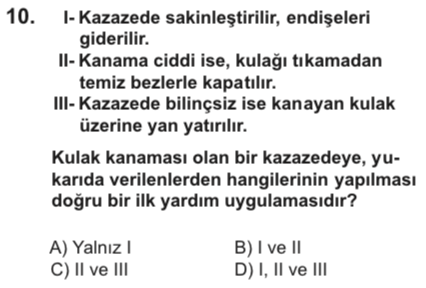 10. I- Kazazede sakinleştirilir, endişeleri
giderilir.
II- Kanama ciddi ise, kulağı tıkamadan
temiz bezlerle kapatılır.
III- Kazazede bilinçsiz ise kanayan kulak
üzerine yan yatırılır.
Kulak kanaması olan bir kazazedeye, yu-
karıda verilenlerden hangilerinin yapılması
doğru bir ilk yardım uygulamasıdır?
A) Yalnız I B) I ve II
C) II ve III D) I, II ve III